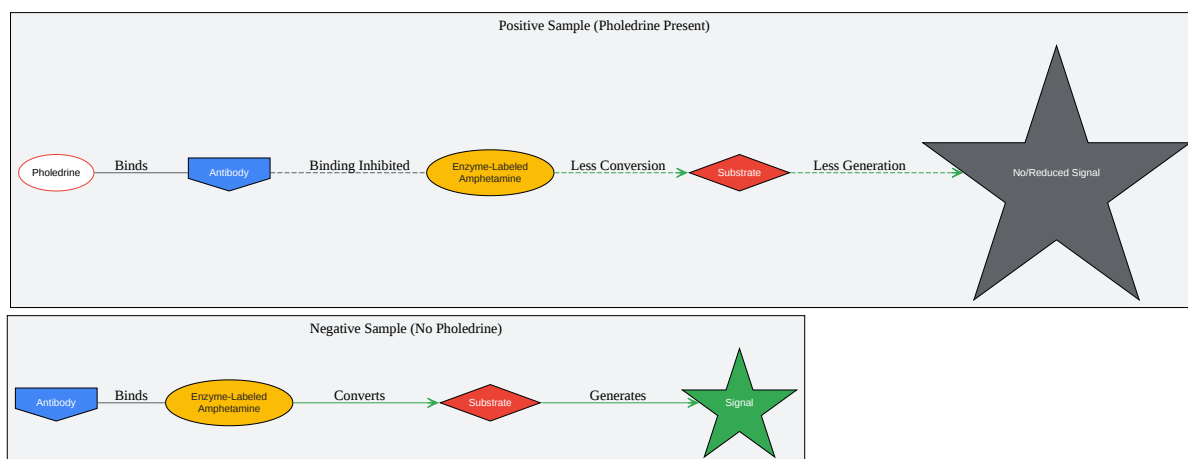 Positive Sample (Pholedrine Present)
Pholedrine
Binds
Antibody
Binding Inhibited
Enzyme-Labeled
Amphetamine
Less Conversion
Substrate
Less Generation
No/Reduced Signal
Negative Sample (No Pholedrine)
Antibody
Binds
Enzyme-Labeled
Amphetamine
Converts
Substrate
Generates
Signal